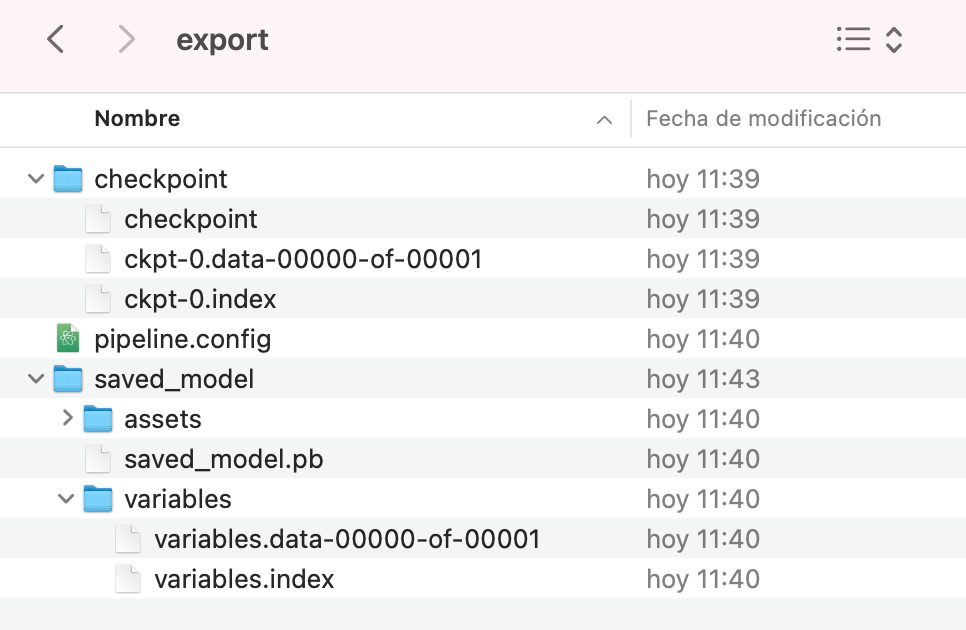 export
Nombre Fecha de modificación
checkpoint hoy 11:39
checkpoint hoy 11:39
ckpt-0.data-00000-of-00001 hoy 11:39
ckpt-0.index hoy 11:39
pipeline.config hoy 11:40
saved_model hoy 11:43
assets hoy 11:40
saved_model.pb hoy 11:40
variables hoy 11:40
variables.data-00000-of-00001 hoy 11:40
variables.index hoy 11:40